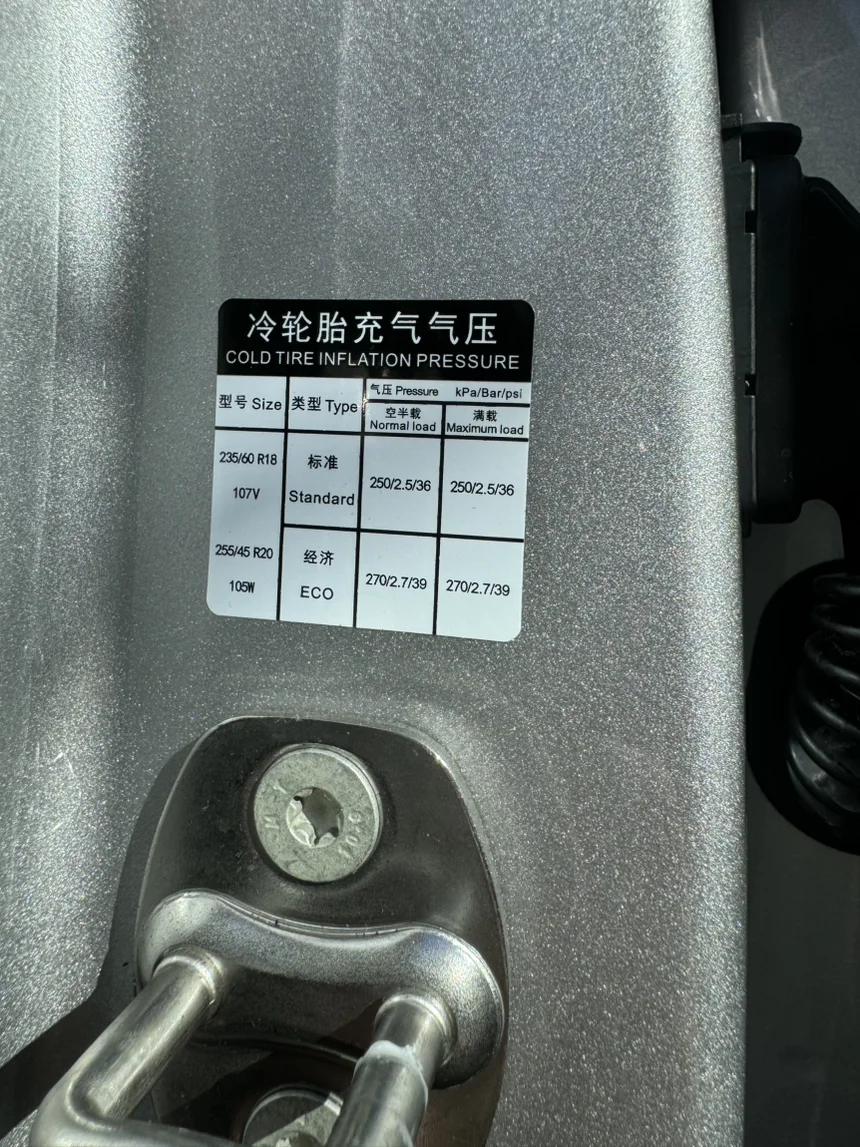 冷轮胎充气气压
COLD TIRE INFLATION PRESSURE
型号 Size
类型 Type
气压 Pressure kPa/Bar/psi
空半载
Normal load
满载
Maximum load
235/60 R18
107V
255/45 R20
105W
标准
Standard
250/2.5/36
250/2.5/36
经济
ECO
270/2.7/39
270/2.7/39